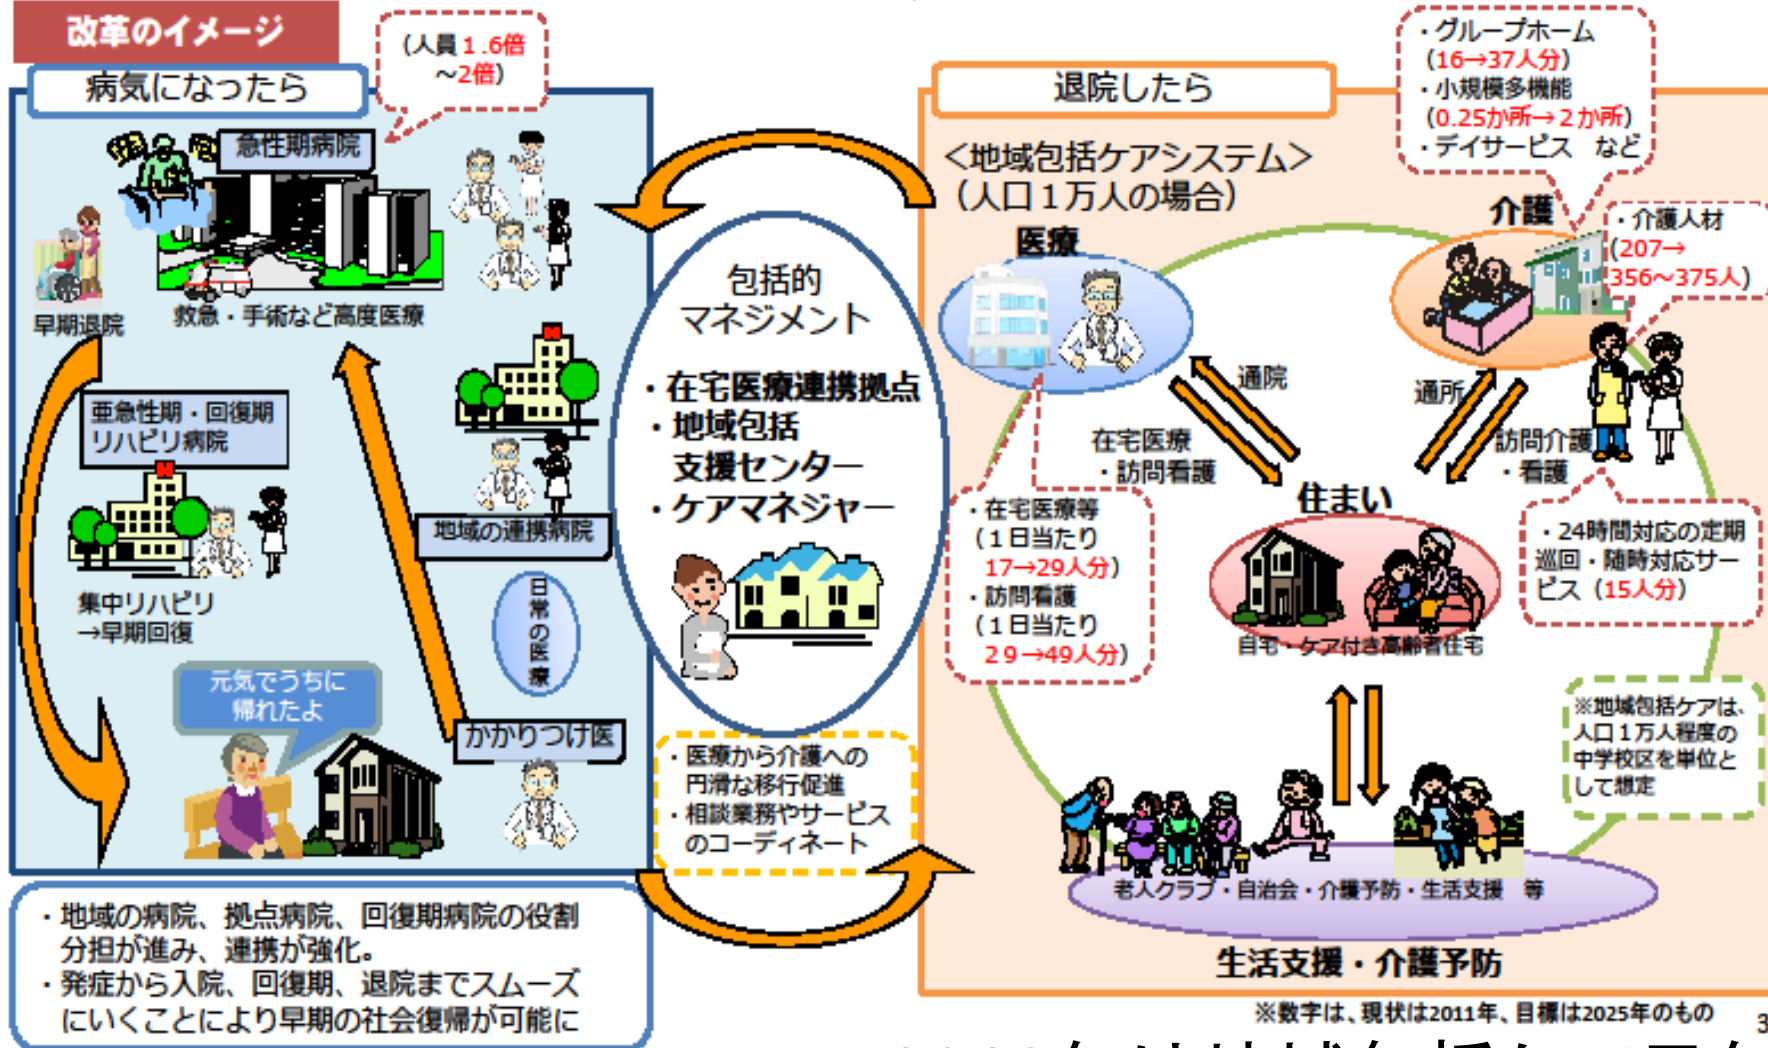 改革のイメージ
(人員1.6倍
～2倍)
病気になったら
急性期病院
早期退院
救急・手術など高度医療
亜急性期・回復期
リハビリ病院
集中リハビリ
→早期回復
地域の連携病院
日常の医療
元気でうちに
帰れたよ
かかりつけ医
・地域の病院、拠点病院、回復期病院の役割
分担が進み、連携が強化。
・発症から入院、回復期、退院までスムーズ
にいくことにより早期の社会復帰が可能に
包括的
マネジメント
・在宅医療連携拠点
・地域包括
支援センター
・ケアマネジャー
・医療から介護への
円滑な移行促進
・相談業務やサービス
のコーディネート
退院したら
<地域包括ケアシステム>
(人口1万人の場合)
・グループホーム
(16→37人分)
・小規模多機能
(0.25か所→2か所)
・デイサービス など
医療
介護
・介護人材
(207→
356～375人)
通院
在宅医療
・訪問看護
通所
訪問介護
・看護
・在宅医療等
(1日当たり
17→29人分)
・訪問看護
(1日当たり
29→49人分)
住まい
自宅・ケア付き高齢者住宅
・24時間対応の定期
巡回・随時対応サー
ビス(15人分)
※地域包括ケアは、
人口1万人程度の
中学校区を単位と
して想定
老人クラブ・自治会・介護予防・生活支援 等
生活支援・介護予防
※数字は、現状は2011年、目標は2025年のもの
3